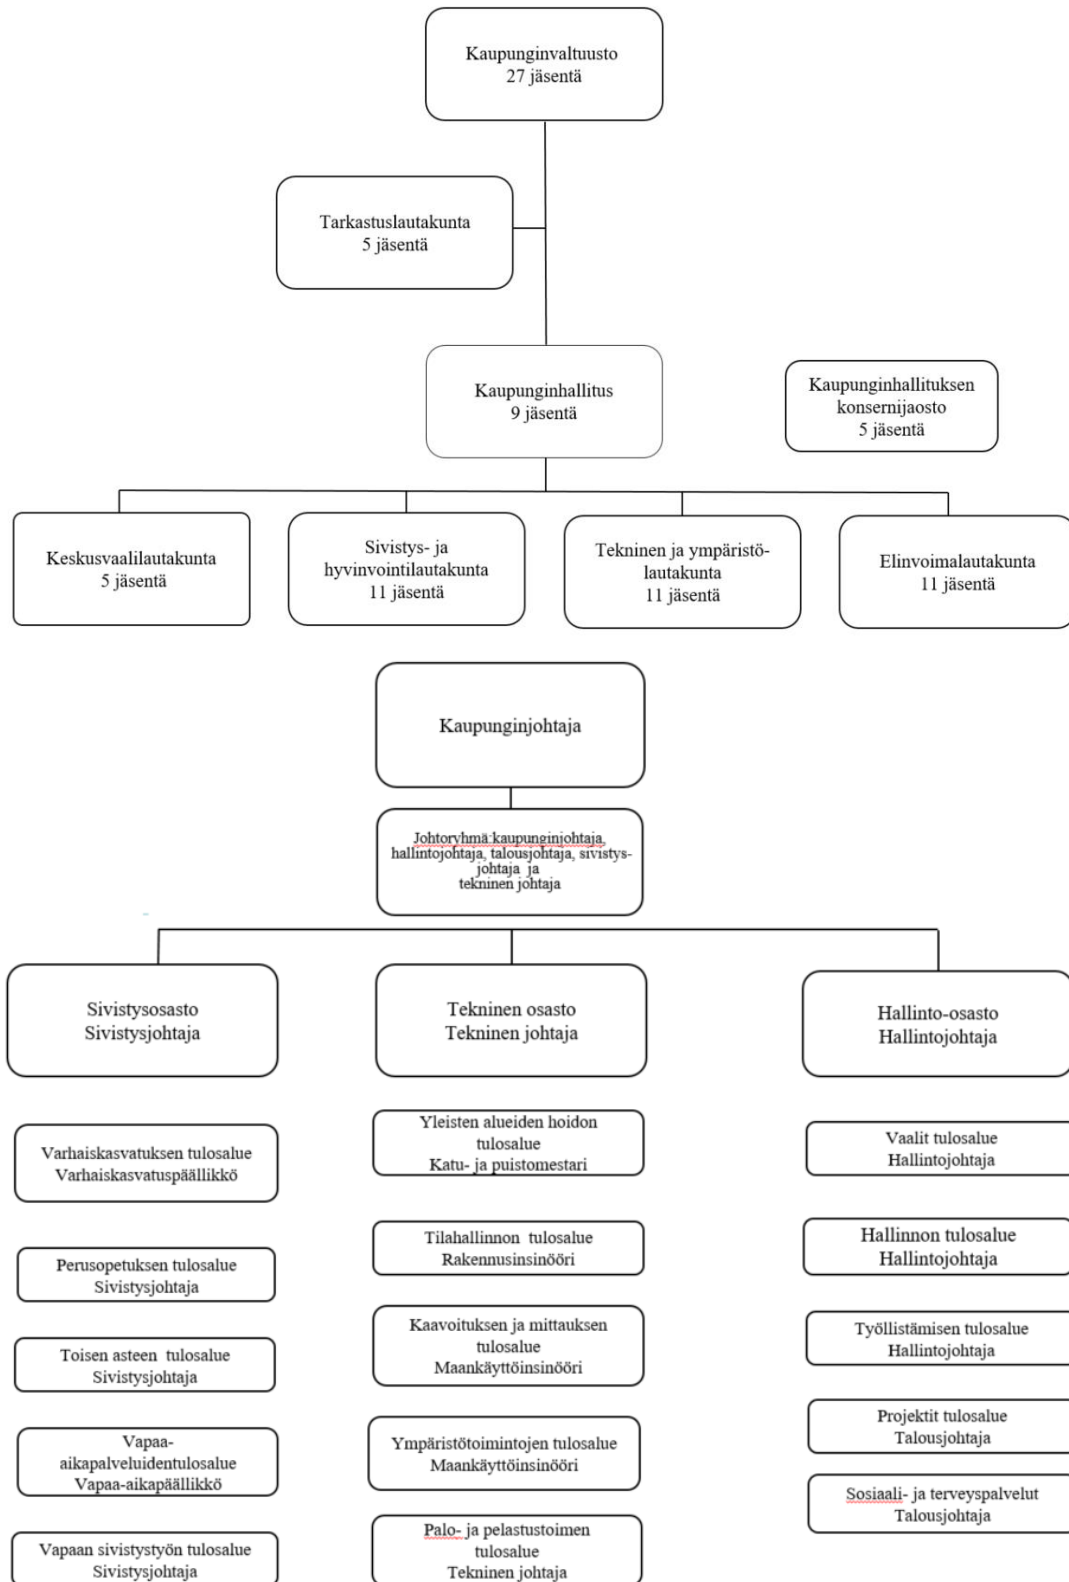 Kaupunginvaltuusto
27 jäsentä
Tarkastuslautakunta
5 jäsentä
Kaupunginhallitus
9 jäsentä
Kaupunginhallituksen
konsernijaosto
5 jäsentä
Keskusvaalilautakunta
5 jäsentä
Sivistys- ja
hyvinvointilautakunta
11 jäsentä
Tekninen ja ympäristö-
lautakunta
11 jäsentä
Elinvoimalautakunta
11 jäsentä
Kaupunginjohtaja
Johtoryhmä:kaupunginjohtaja,
hallintojohtaja, talousjohtaja, sivistys-
johtaja ja
tekninen johtaja
Sivistysosasto
Sivistysjohtaja
Tekninen osasto
Tekninen johtaja
Hallinto-osasto
Hallintojohtaja
Varhaiskasvatuksen tulosalue
Varhaiskasvatuspäällikkö
Perusopetuksen tulosalue
Sivistysjohtaja
Toisen asteen tulosalue
Sivistysjohtaja
Vapaa-
aikapalveluidentulosalue
Vapaa-aikapäällikkö
Vapaan sivistystyön tulosalue
Sivistysjohtaja
Yleisten alueiden hoidon
tulosalue
Katu- ja puistomestari
Tilahallinnon tulosalue
Rakennusinsinööri
Kaavoituksen ja mittauksen
tulosalue
Maankäyttöinsinööri
Ympäristötoimintojen tulosalue
Maankäyttöinsinööri
Palo- ja pelastustoimen
tulosalue
Tekninen johtaja
Vaalit tulosalue
Hallintojohtaja
Hallinnon tulosalue
Hallintojohtaja
Työllistämisen tulosalue
Hallintojohtaja
Projektit tulosalue
Talousjohtaja
Sosiaali- ja terveyspalvelut
Talousjohtaja